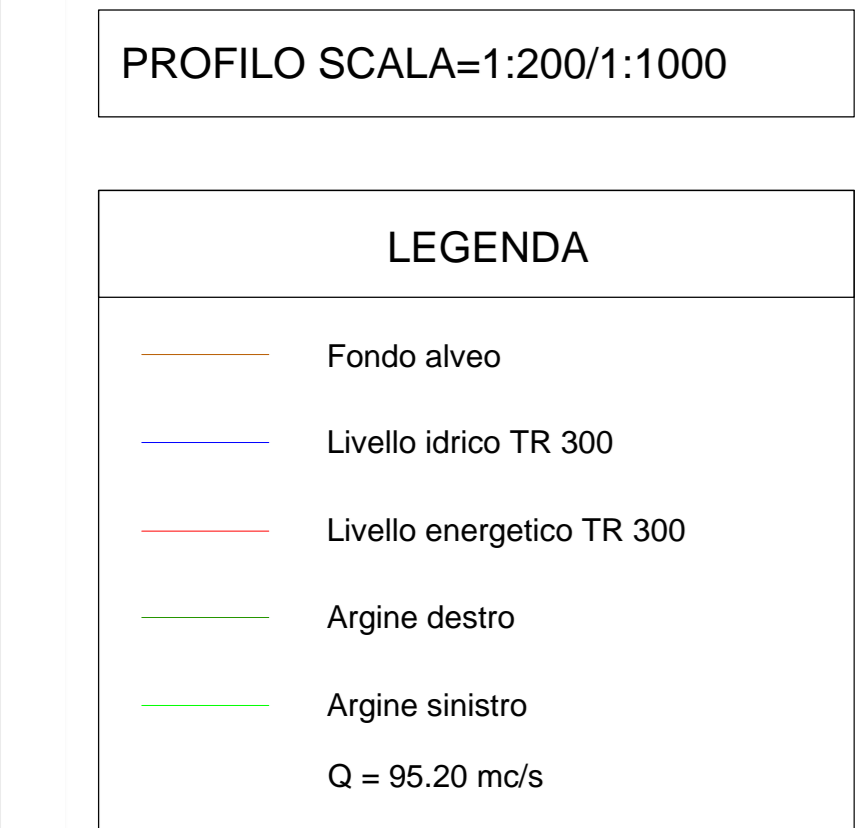 PROFILO SCALA=1:200/1:1000
LEGENDA
Fondo alveo
Livello idrico TR 300
Livello energetico TR 300
Argine destro
Argine sinistro
Q = 95.20 mc/s